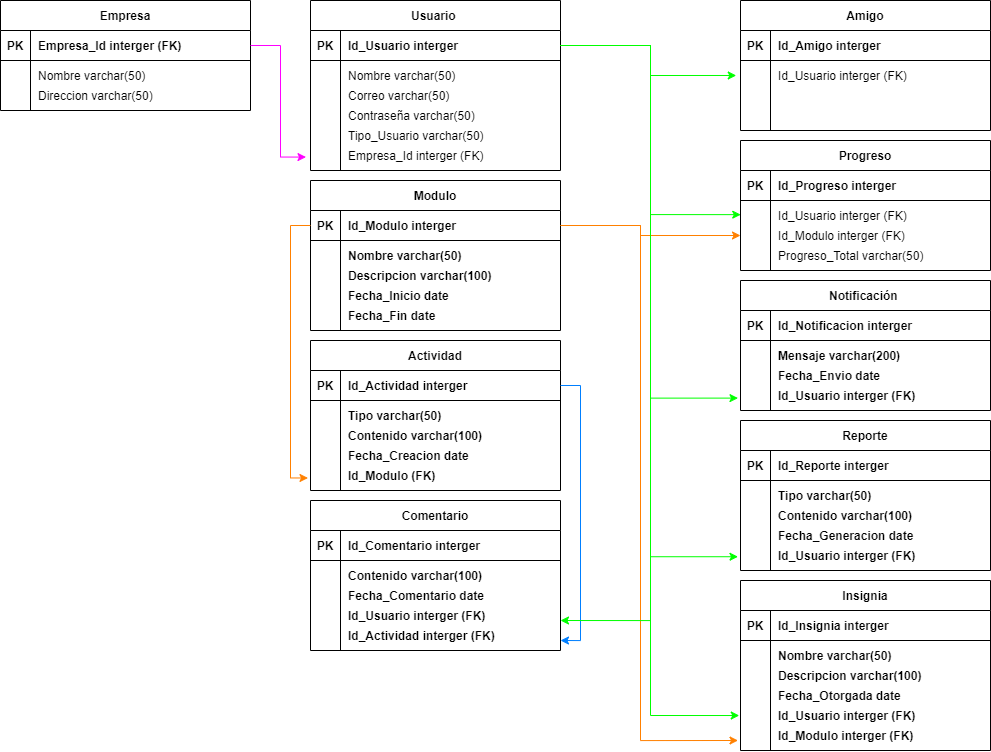 Empresa
PK Empresa_Id interger (FK)
Nombre varchar(50)
Direccion varchar(50)
Usuario
PK Id_Usuario interger
Nombre varchar(50)
Correo varchar(50)
Contraseña varchar(50)
Tipo_Usuario varchar(50)
Empresa_Id interger (FK)
Modulo
PK Id_Modulo interger
Nombre varchar(50)
Descripcion varchar(100)
Fecha_Inicio date
Fecha_Fin date
Actividad
PK Id_Actividad interger
Tipo varchar(50)
Contenido varchar(100)
Fecha_Creacion date
Id_Modulo (FK)
Comentario
PK Id_Comentario interger
Contenido varchar(100)
Fecha_Comentario date
Id_Usuario interger (FK)
Id_Actividad interger (FK)
Amigo
PK Id_Amigo interger
Id_Usuario interger (FK)
Progreso
PK Id_Progreso interger
Id_Usuario interger (FK)
Id_Modulo interger (FK)
Progreso_Total varchar(50)
Notificación
PK Id_Notificacion interger
Mensaje varchar(200)
Fecha_Envio date
Id_Usuario interger (FK)
Reporte
PK Id_Reporte interger
Tipo varchar(50)
Contenido varchar(100)
Fecha_Generacion date
Id_Usuario interger (FK)
Insignia
PK Id_Insignia interger
Nombre varchar(50)
Descripcion varchar(100)
Fecha_Otorgada date
Id_Usuario interger (FK)
Id_Modulo interger (FK)